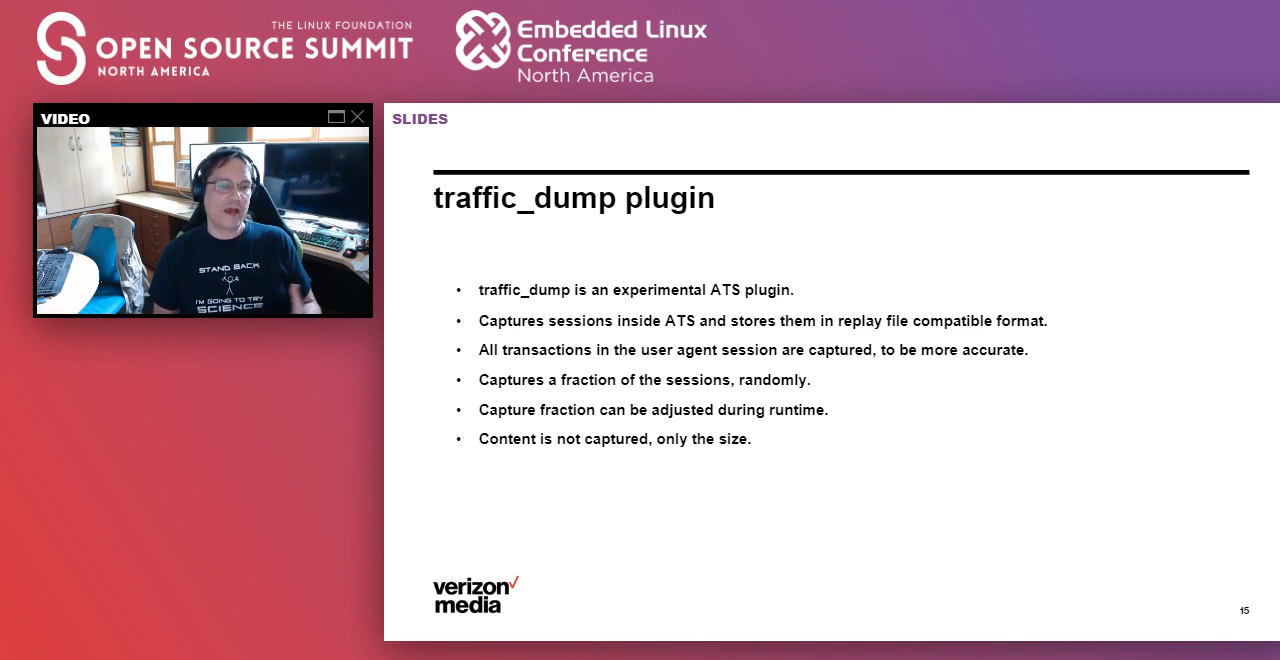 THE LINUX FOUNDATION
OPEN SOURCE SUMMIT
NORTH AMERICA
Embedded Linux
Conference
North America
VIDEO
STAND BACK
I'M GOING TO TRY
SCIENCE
SLIDES
traffic_dump plugin
• traffic_dump is an experimental ATS plugin.
• Captures sessions inside ATS and stores them in replay file compatible format.
• All transactions in the user agent session are captured, to be more accurate.
• Captures a fraction of the sessions, randomly.
• Capture fraction can be adjusted during runtime.
• Content is not captured, only the size.
verizon✓
media
15